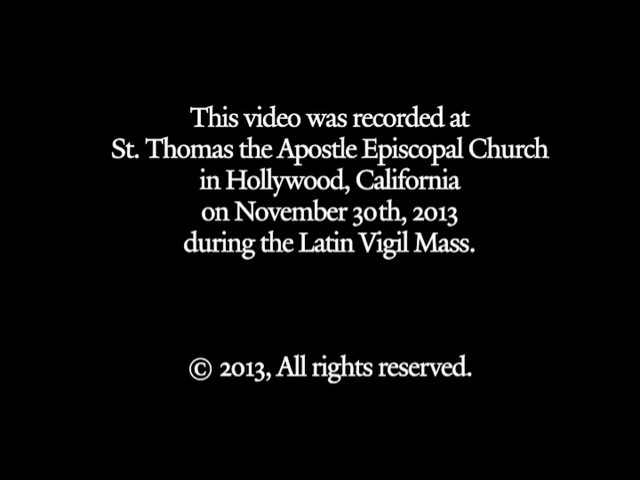 This video was recorded at
St. Thomas the Apostle Episcopal Church
in Hollywood, California
on November 30th, 2013
during the Latin Vigil Mass.
© 2013, All rights reserved.